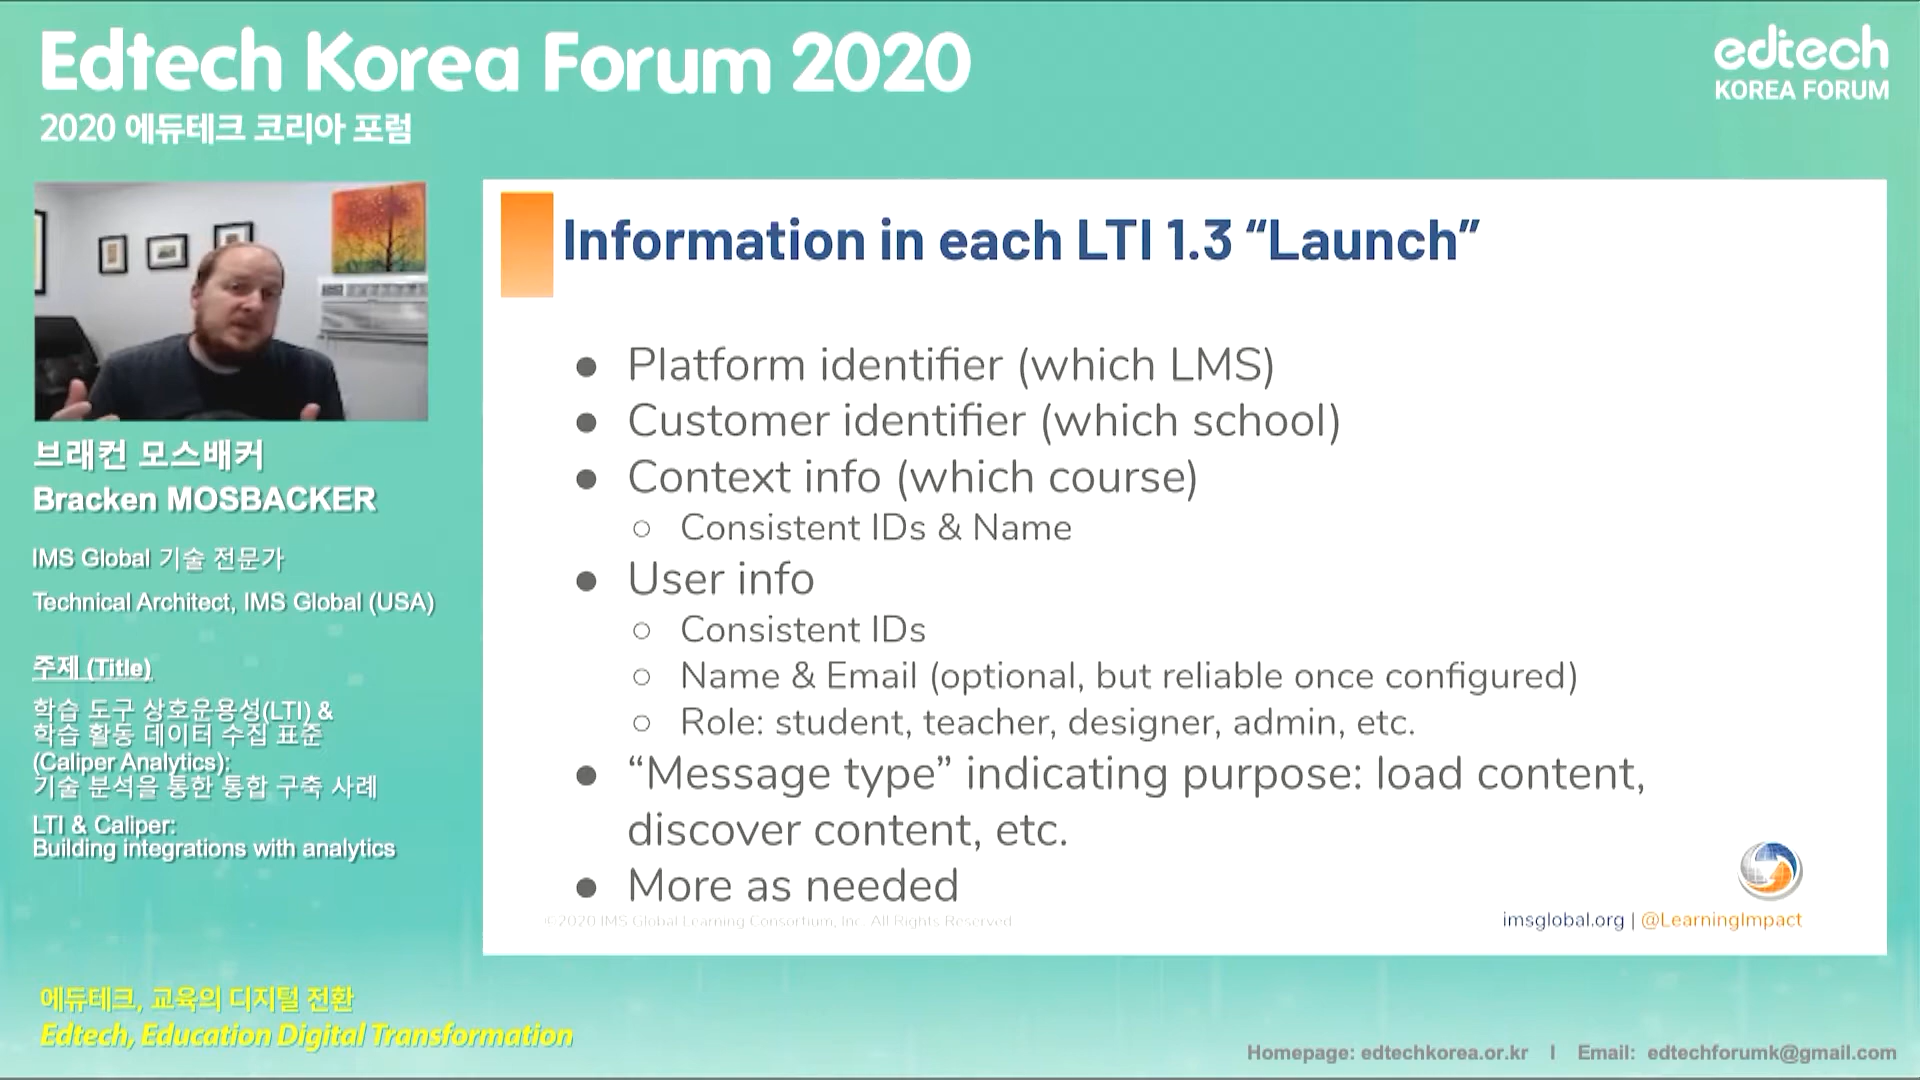 Edtech Korea Forum 2020
2020 에듀테크 코리아 포럼
edtech
KOREA FORUM
브래컨 모스배커
Bracken MOSBACKER
IMS Global 기술 전문가
Technical Architect, IMS Global (USA)
주제 (Title)
학습 도구 상호운용성(LTI) &
학습 활동 데이터 수집 표준
(Caliper Analytics):
기술 분석을 통한 통합 구축 사례
LTI & Caliper:
Building integrations with analytics
Information in each LTI 1.3 “Launch”
● Platform identifier (which LMS)
● Customer identifier (which school)
● Context info (which course)
○ Consistent IDs & Name
● User info
○ Consistent IDs
○ Name & Email (optional, but reliable once configured)
○ Role: student, teacher, designer, admin, etc.
● “Message type” indicating purpose: load content,
discover content, etc.
● More as needed
©2020 IMS Global Learning Consortium, Inc. All Rights Reserved
imsglobal.org | @LearningImpact
에듀테크, 교육의 디지털 전환
Edtech, Education Digital Transformation
Homepage: edtechkorea.or.kr | Email: edtechforumk@gmail.com